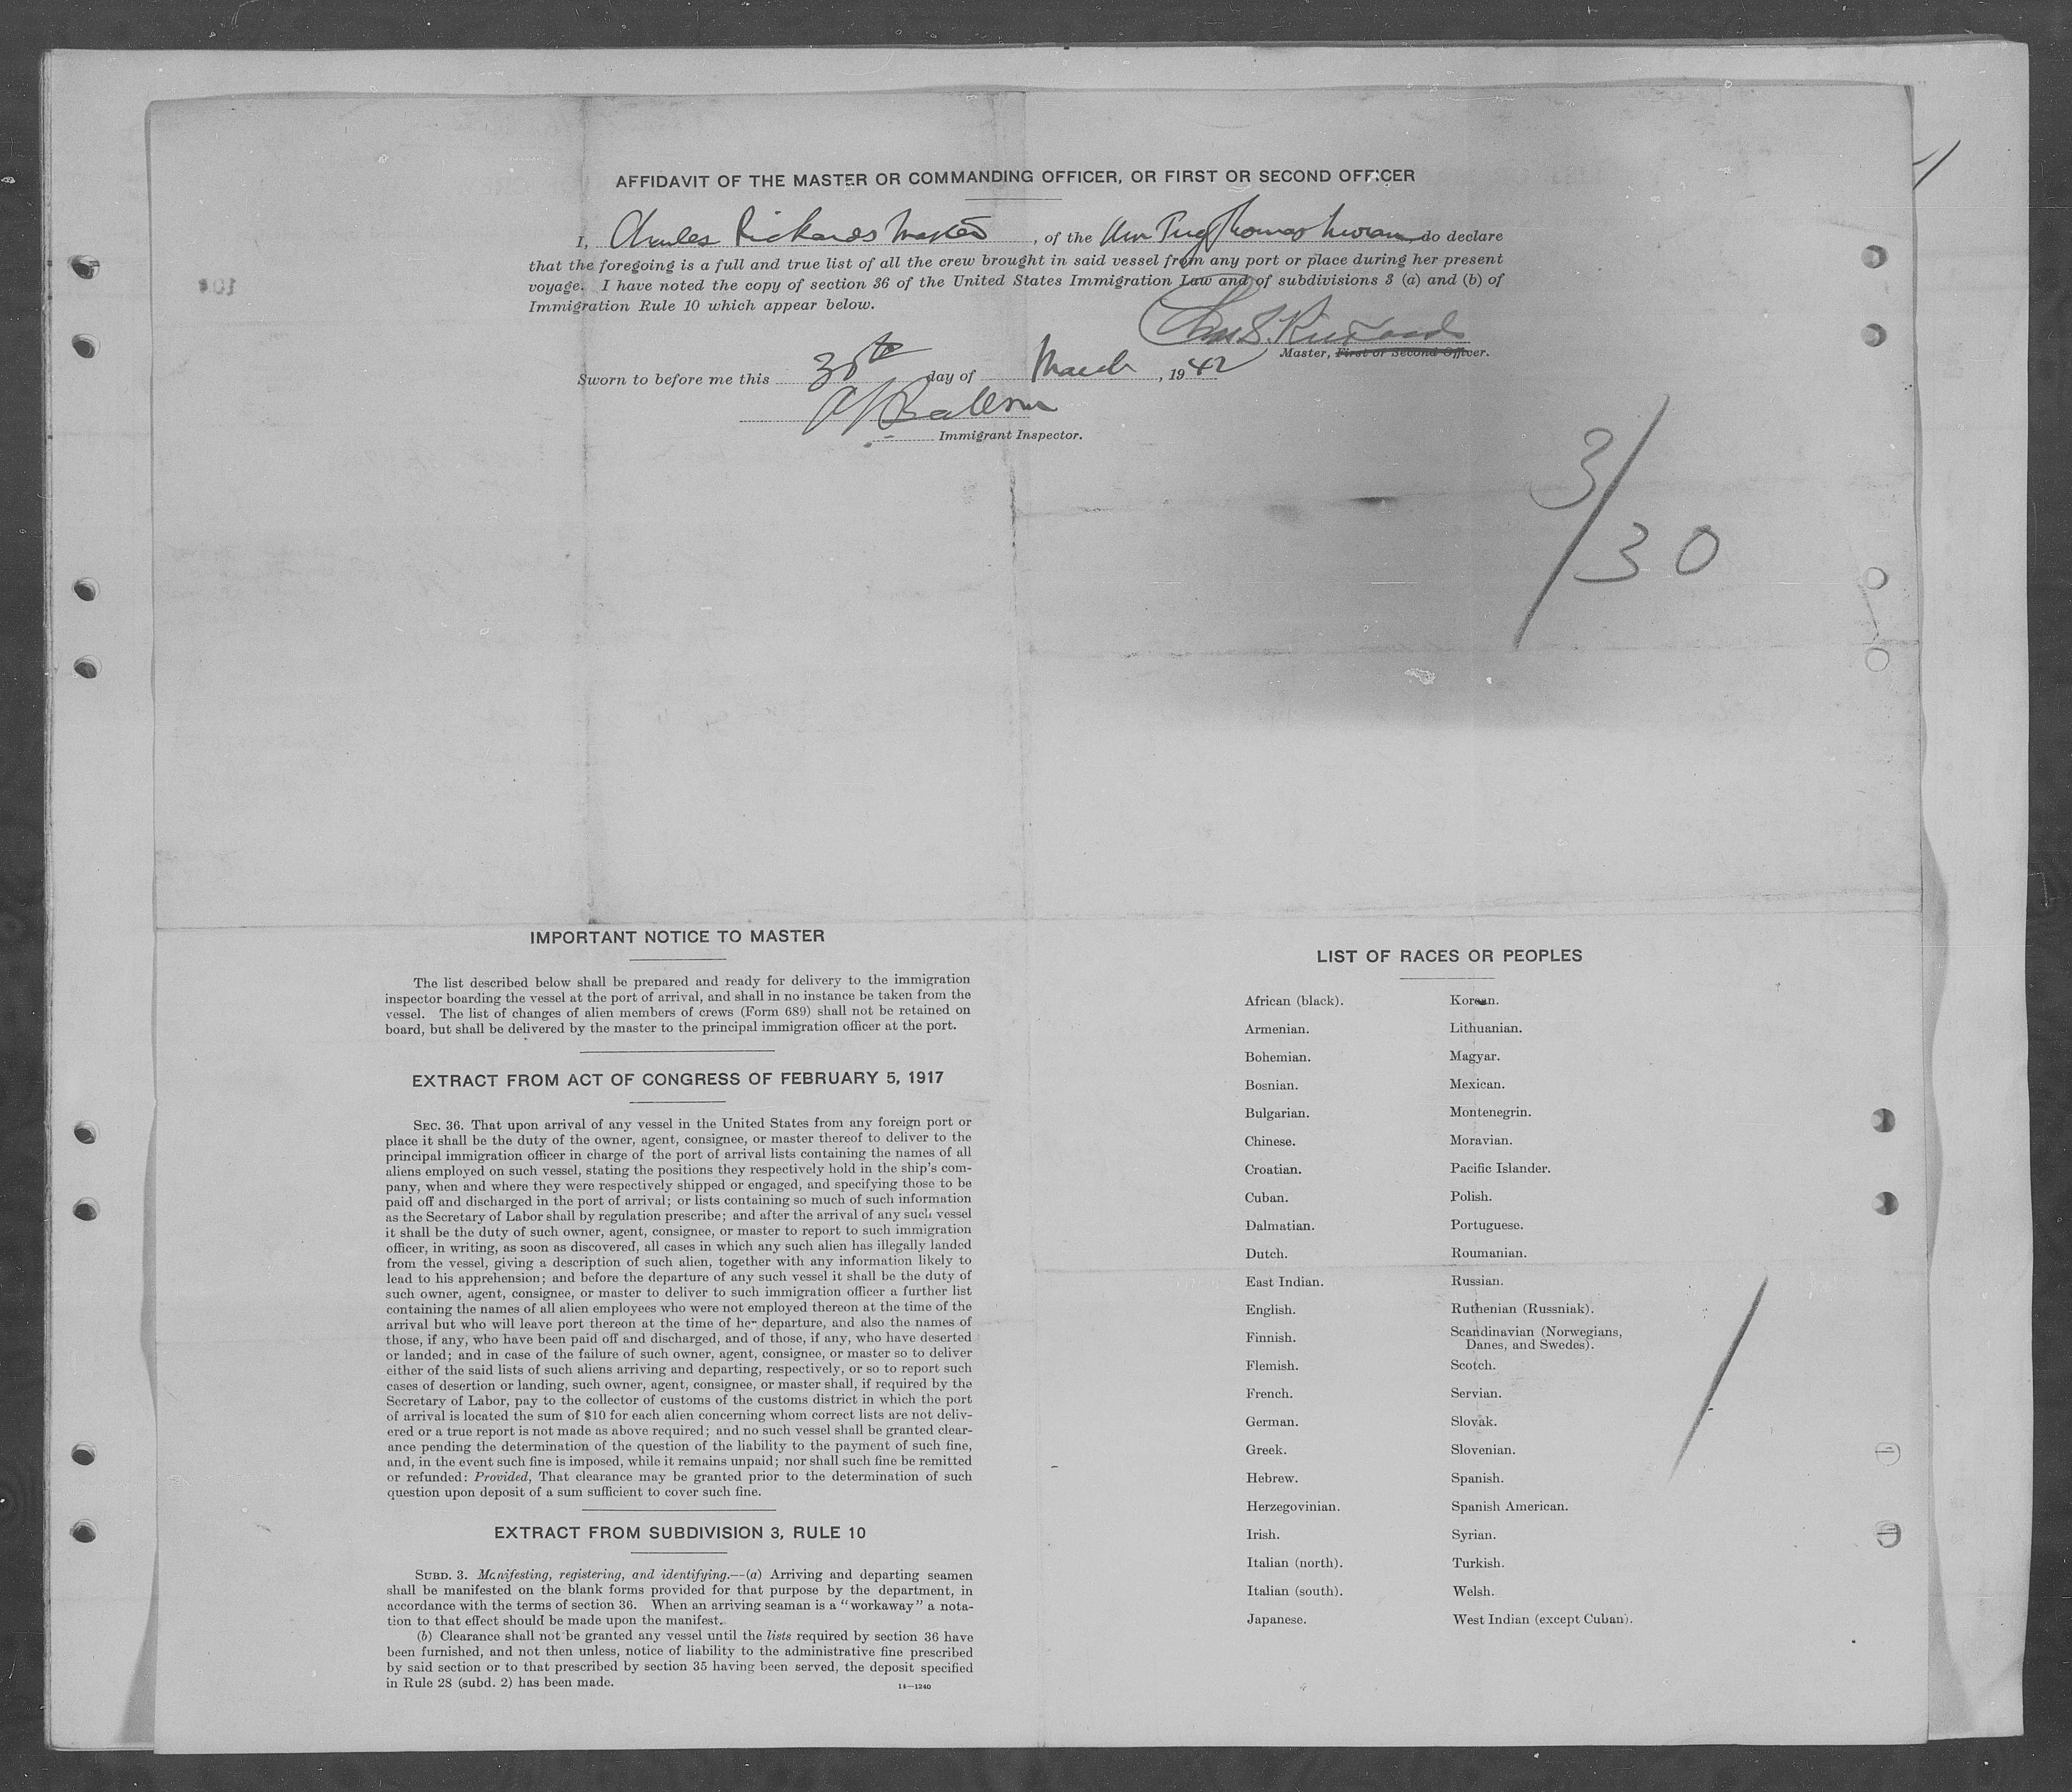 AFFIDAVIT OF THE MASTER OR COMMANDING OFFICER, OR FIRST OR SECOND OFFICER
I, Charles Rickards Master, of the Am Tug Thomas Moran do declare
that the foregoing is a full and true list of all the crew brought in said vessel from any port or place during her present
voyage. I have noted the copy of section 36 of the United States Immigration Law and of subdivisions 3 (a) and (b) of
Immigration Rule 10 which appear below.
Master, First or Second Officer.
Sworn to before me this 30th day of March, 1942
Immigrant Inspector.
3/30
IMPORTANT NOTICE TO MASTER
The list described below shall be prepared and ready for delivery to the immigration
inspector boarding the vessel at the port of arrival, and shall in no instance be taken from the
vessel. The list of changes of alien members of crews (Form 689) shall not be retained on
board, but shall be delivered by the master to the principal immigration officer at the port.
EXTRACT FROM ACT OF CONGRESS OF FEBRUARY 5, 1917
SEC. 36. That upon arrival of any vessel in the United States from any foreign port or
place it shall be the duty of the owner, agent, consignee, or master thereof to deliver to the
principal immigration officer in charge of the port of arrival lists containing the names of all
aliens employed on such vessel, stating the positions they respectively hold in the ship's com-
pany, when and where they were respectively shipped or engaged, and specifying those to be
paid off and discharged in the port of arrival; or lists containing so much of such information
as the Secretary of Labor shall by regulation prescribe; and after the arrival of any such vessel
it shall be the duty of such owner, agent, consignee, or master to report to such immigration
officer, in writing, as soon as discovered, all cases in which any such alien has illegally landed
from the vessel, giving a description of such alien, together with any information likely to
lead to his apprehension; and before the departure of any such vessel it shall be the duty of
such owner, agent, consignee, or master to deliver to such immigration officer a further list
containing the names of all alien employees who were not employed thereon at the time of the
arrival but who will leave port thereon at the time of her departure, and also the names of
those, if any, who have been paid off and discharged, and of those, if any, who have deserted
or landed; and in case of the failure of such owner, agent, consignee, or master so to deliver
either of the said lists of such aliens arriving and departing, respectively, or so to report such
cases of desertion or landing, such owner, agent, consignee, or master shall, if required by the
Secretary of Labor, pay to the collector of customs of the customs district in which the port
of arrival is located the sum of $10 for each alien concerning whom correct lists are not deliv-
ered or a true report is not made as above required; and no such vessel shall be granted clear-
ance pending the determination of the question of the liability to the payment of such fine,
and, in the event such fine is imposed, while it remains unpaid; nor shall such fine be remitted
or refunded: Provided, That clearance may be granted prior to the determination of such
question upon deposit of a sum sufficient to cover such fine.
EXTRACT FROM SUBDIVISION 3, RULE 10
SUBD. 3. Manifesting, registering, and identifying.--(a) Arriving and departing seamen
shall be manifested on the blank forms provided for that purpose by the department, in
accordance with the terms of section 36. When an arriving seaman is a "workaway" a nota-
tion to that effect should be made upon the manifest.
(b) Clearance shall not be granted any vessel until the lists required by section 36 have
been furnished, and not then unless, notice of liability to the administrative fine prescribed
by said section or to that prescribed by section 35 having been served, the deposit specified
in Rule 28 (subd. 2) has been made.
14—1240
LIST OF RACES OR PEOPLES
African (black).
Armenian.
Bohemian.
Bosnian.
Bulgarian.
Chinese.
Croatian.
Cuban.
Dalmatian.
Dutch.
East Indian.
English.
Finnish.
Flemish.
French.
German.
Greek.
Hebrew.
Herzegovinian.
Irish.
Italian (north).
Italian (south).
Japanese.
Korean.
Lithuanian.
Magyar.
Mexican.
Montenegrin.
Moravian.
Pacific Islander.
Polish.
Portuguese.
Roumanian.
Russian.
Ruthenian (Russniak).
Scandinavian (Norwegians,
Danes, and Swedes).
Scotch.
Servian.
Slovak.
Slovenian.
Spanish.
Spanish American.
Syrian.
Turkish.
Welsh.
West Indian (except Cuban).